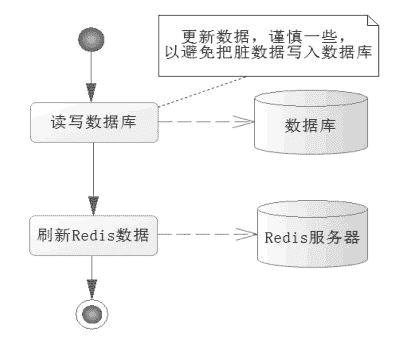 更新数据，谨慎一些，
以避免把脏数据写入数据库
读写数据库
数据库
刷新Redis数据
Redis服务器